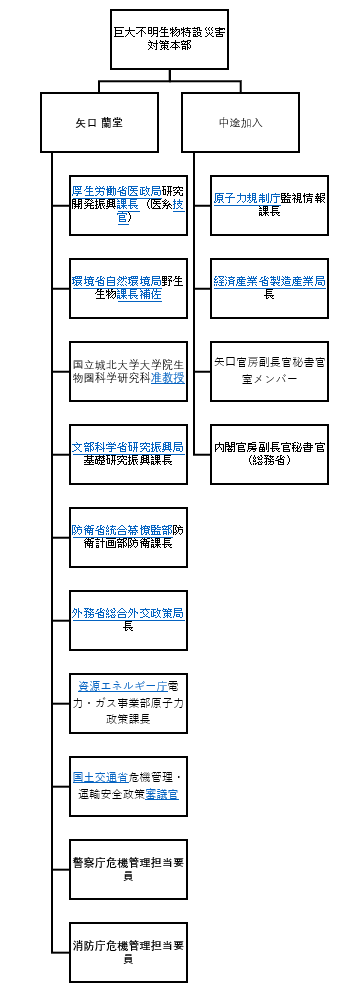 巨大不明生物特設災害
対策本部
矢口 蘭堂
中途加入
厚生労働省医政局研究
開発振興課長（医系技
官）
環境省自然環境局野生
生物課長補佐
国立城北大学大学院生
物圏科学研究科准教授
文部科学省研究振興局
基礎研究振興課長
防衛省統合幕僚監部防
衛計画部防衛課長
外務省総合外交政策局
長
資源エネルギー庁電
力・ガス事業部原子力
政策課長
国土交通省危機管理・
運輸安全政策審議官
警察庁危機管理担当要
員
消防庁危機管理担当要
員
原子力規制庁監視情報
課長
経済産業省製造産業局
長
矢口官房副長官秘書官
室メンバー
内閣官房副長官秘書官
（総務省）